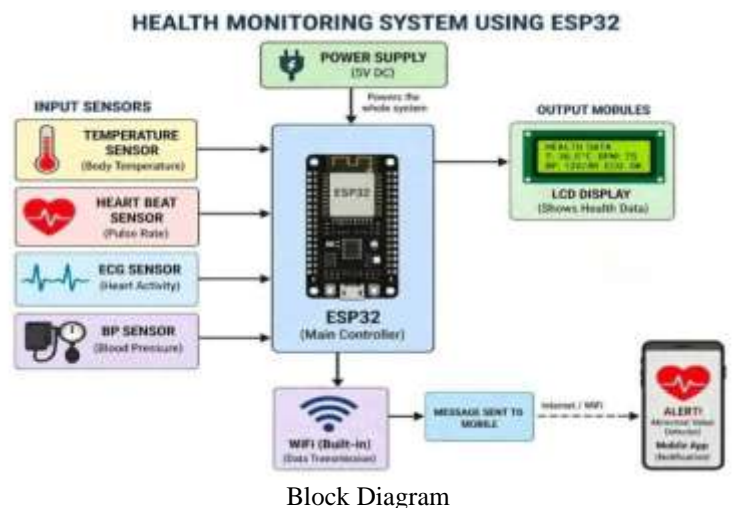 HEALTH MONITORING SYSTEM USING ESP32
POWER SUPPLY
(5V DC)
Powers the
whole system
INPUT SENSORS
TEMPERATURE
SENSOR
(Body Temperature)
HEART BEAT
SENSOR
(Pulse Rate)
ECG SENSOR
(Heart Activity)
BP SENSOR
(Blood Pressure)
ESP32
ESP32
(Main Controller)
OUTPUT MODULES
HEALTH DATA
LCD DISPLAY
(Shows Health Data)
WiFi (Built-in)
(Data Transmission)
MESSAGE SENT TO
MOBILE
Internet / WiFi
ALERT!
Abnormal Value
Detected
Mobile App
(Notification)
Block Diagram